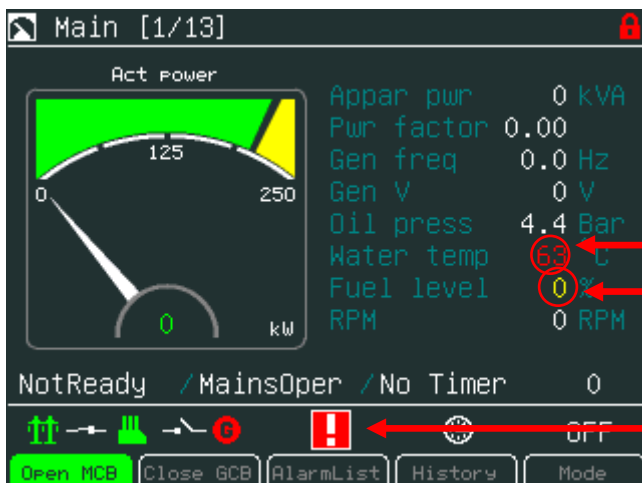 Main [1/13]
Act power
0
125
250
0
kW
Appar pwr 0 kVA
Pwr factor 0.00
Gen freq 0.0 Hz
Gen V 0 V
Oil press 4.4 Bar
Water temp 63 °C
Fuel level 0 %
RPM 0 RPM
NotReady /MainsOper /No Timer 0
G
!
OFF
Open MCB Close GCB AlarmList History Mode